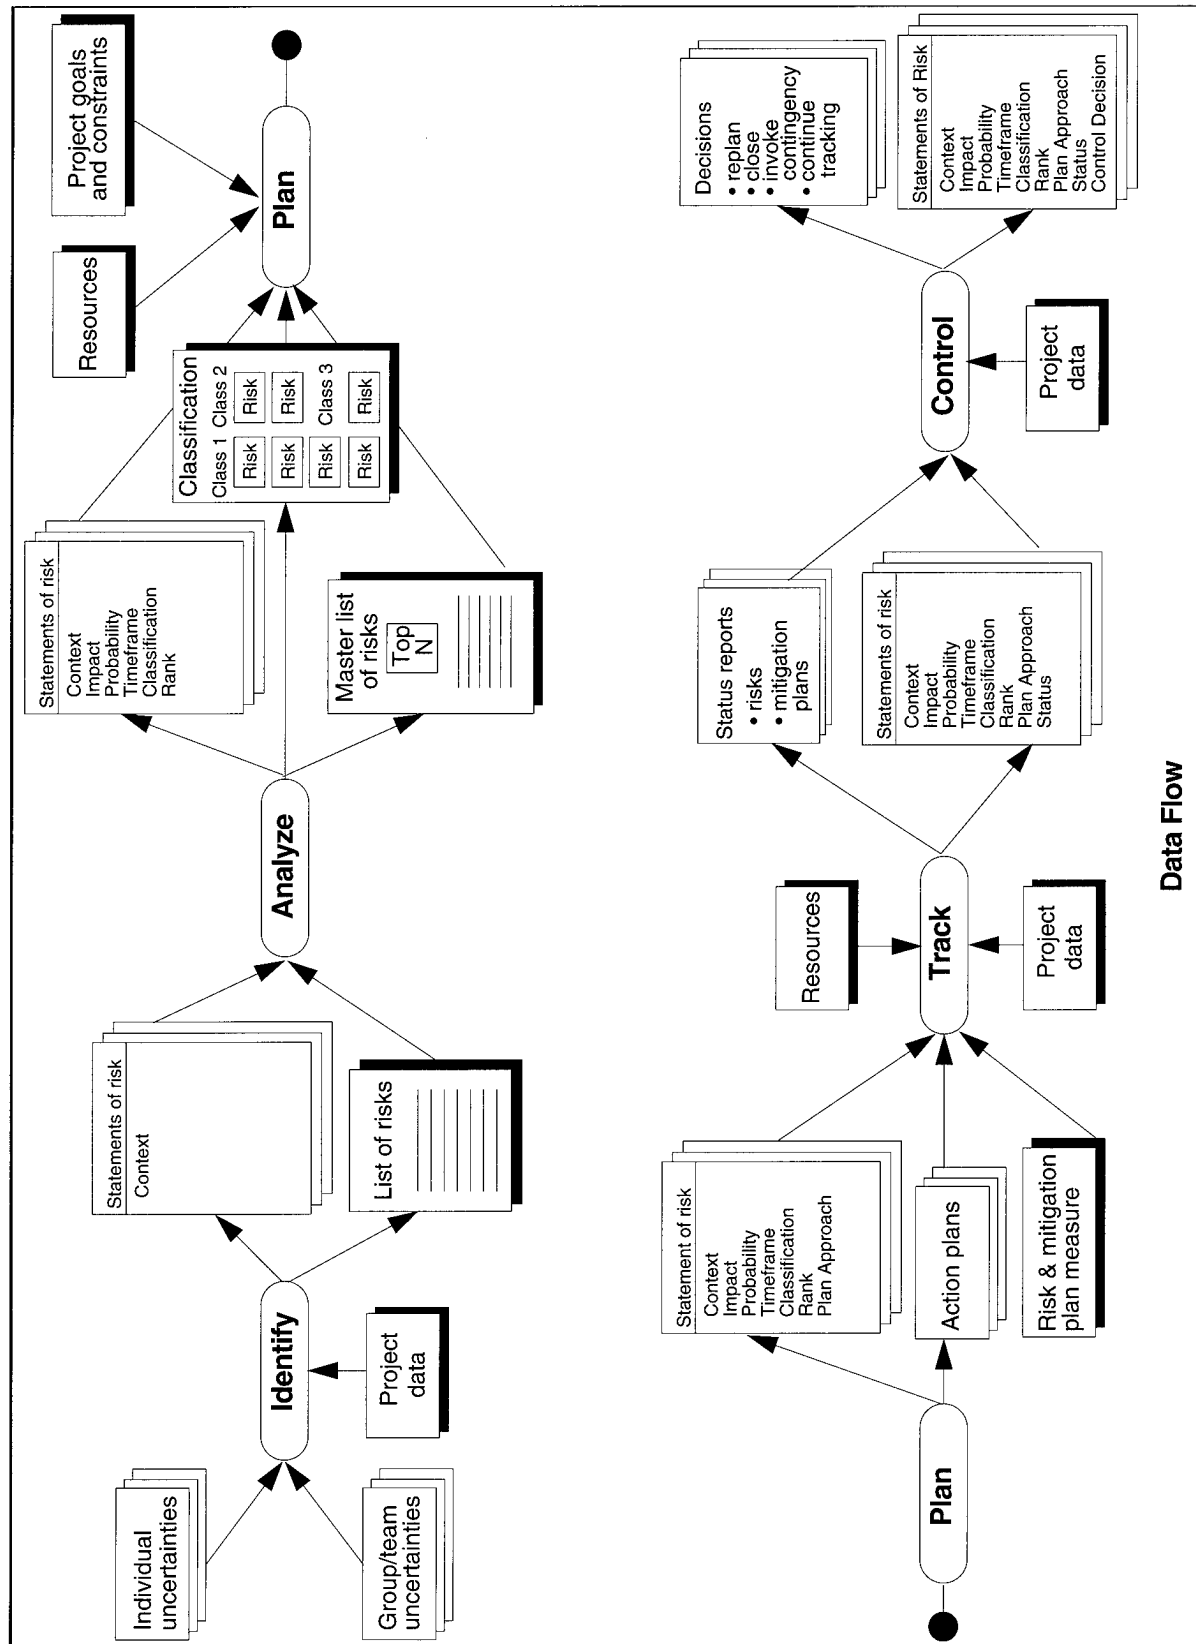 Individual
uncertainties
Group/team
uncertainties
Identify
Project
data
Statements of risk
Context
List of risks
Analyze
Statements of risk
Context
Impact
Probability
Timeframe
Classification
Rank
Master list
of risks
Top
N
Classification
Class 1 Class 2
Risk Risk
Risk Risk
Risk Class 3
Risk Risk
Resources
Project goals
and constraints
Plan
Plan
Statement of risk
Context
Impact
Probability
Timeframe
Classification
Rank
Plan Approach
Action plans
Risk & mitigation
plan measure
Resources
Track
Project
data
Status reports
• risks
• mitigation
plans
Statements of risk
Context
Impact
Probability
Timeframe
Classification
Rank
Plan Approach
Status
Control
Project
data
Decisions
• replan
• close
• invoke
contingency
• continue
tracking
Statements of Risk
Context
Impact
Probability
Timeframe
Classification
Rank
Plan Approach
Status
Control Decision
Data Flow